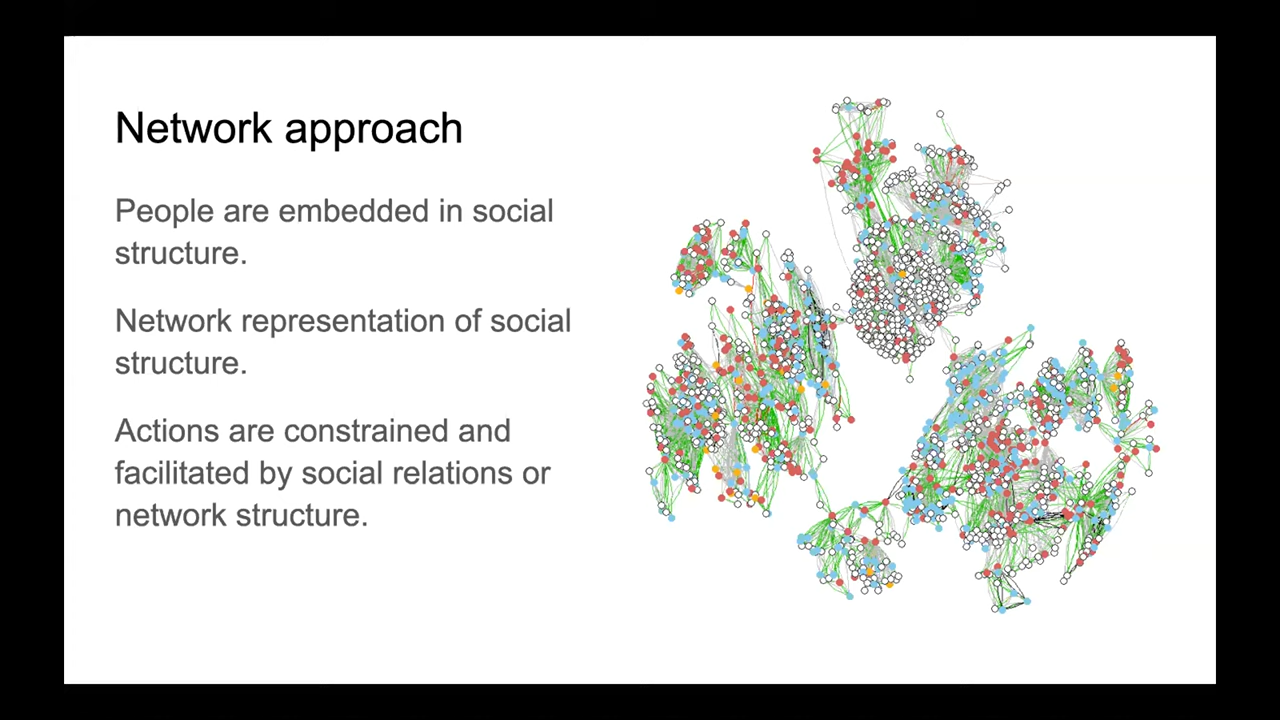 Network approach
People are embedded in social
structure.
Network representation of social
structure.
Actions are constrained and
facilitated by social relations or
network structure.